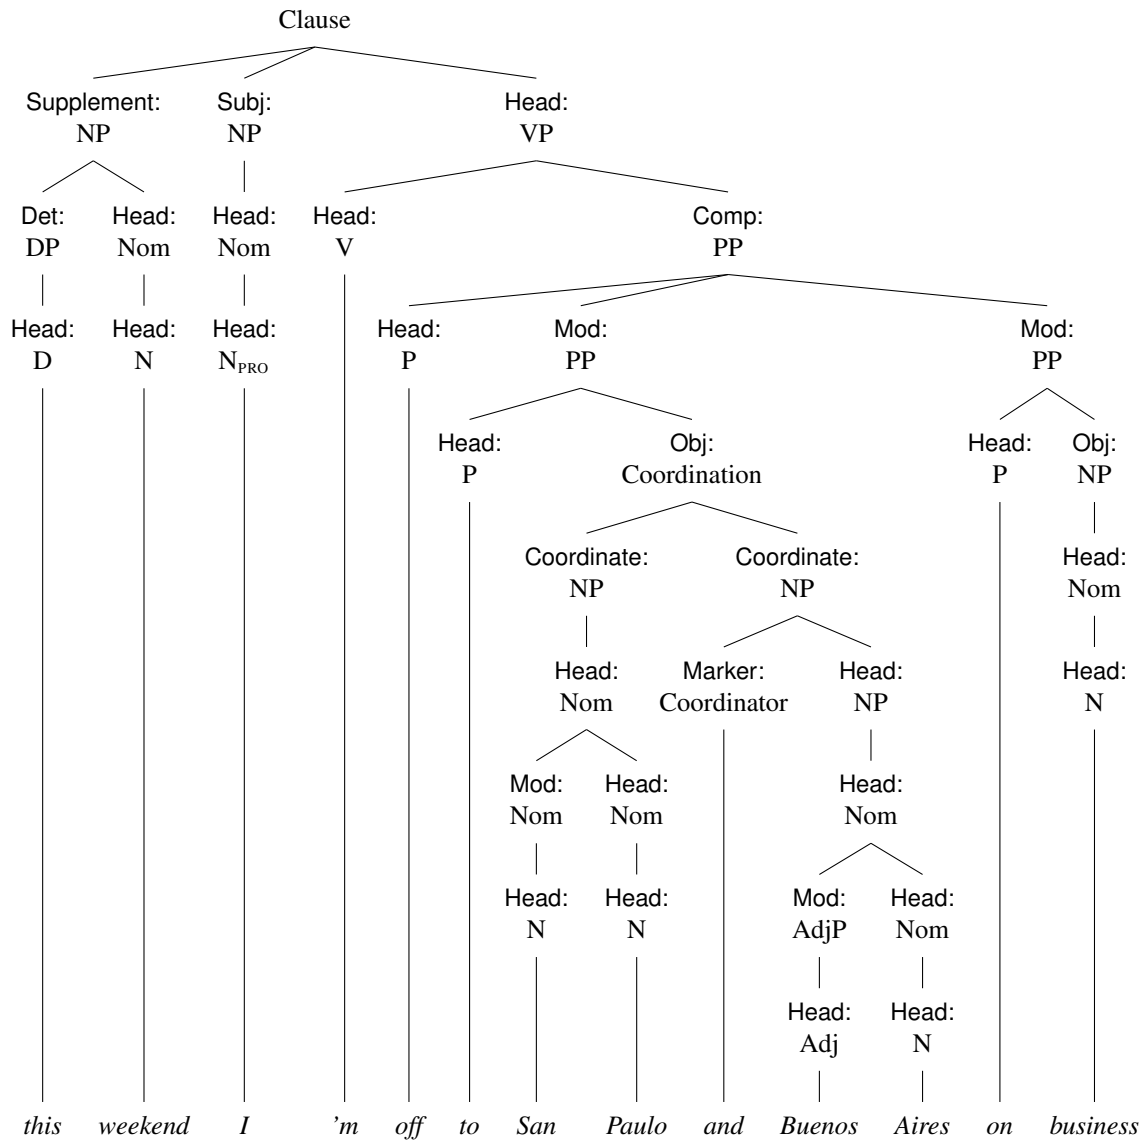 Clause
Supplement: Subj: Head:
NP NP VP
Det: Head: Head: Head: Comp:
DP Nom Nom V PP
Head: Head: Head: Head: Mod: Mod:
D N N_PRO P PP PP
Head: Obj: Head: Obj:
P Coordination P NP
Coordinate: Coordinate: Head:
NP NP Nom
Head: Marker: Head: Head:
Nom Coordinator NP N
Mod: Head: Head:
Nom Nom Nom
Head: Head: Mod: Head:
N N AdjP Nom
Head: Head:
Adj N
this weekend I 'm off to San Paulo and Buenos Aires on business